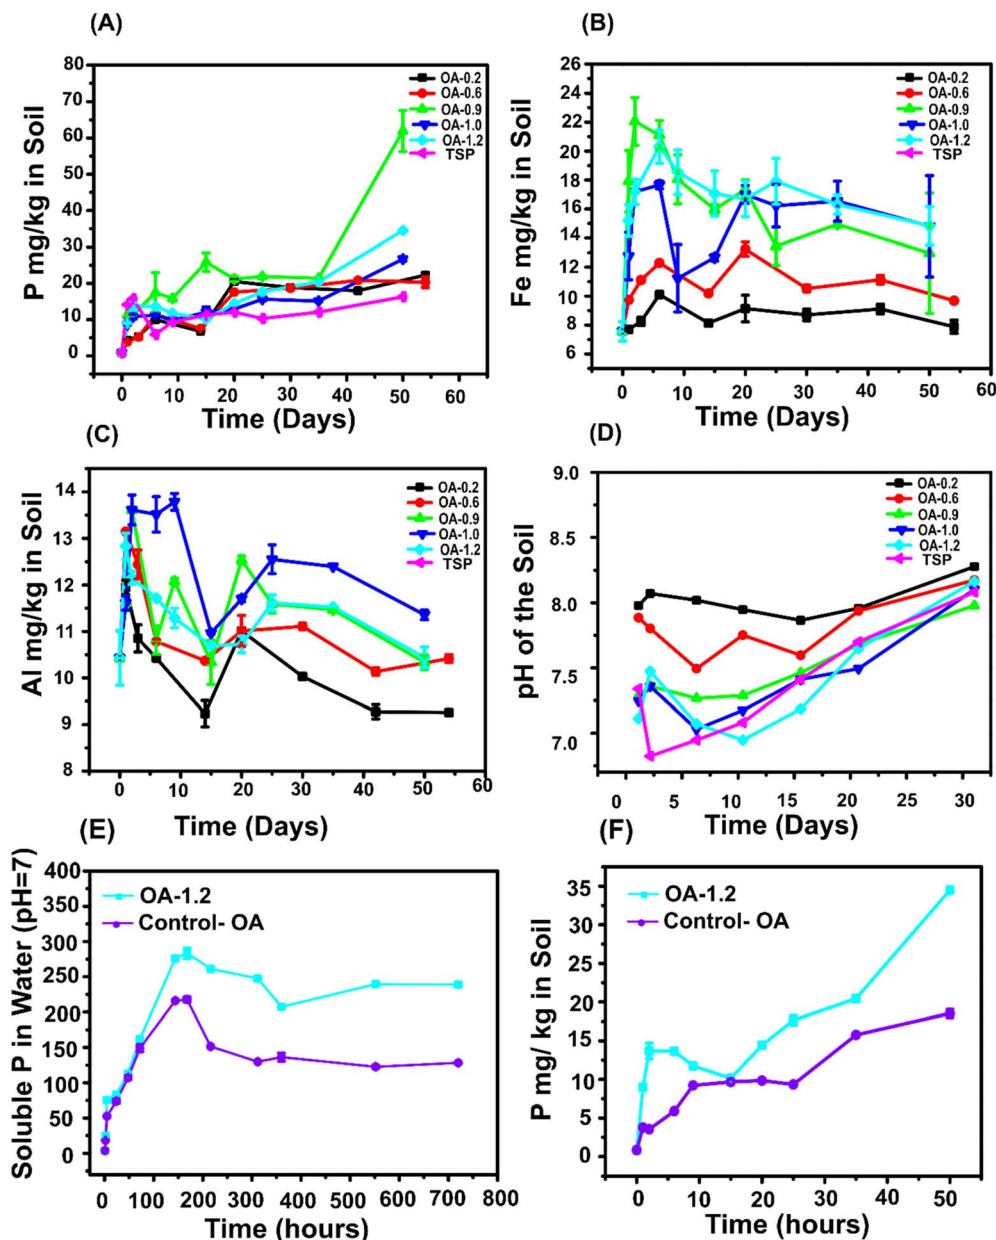 (A)
P mg/kg in Soil
80
70
60
50
40
30
20
10
0
OA-0.2
OA-0.6
OA-0.9
OA-1.0
OA-1.2
TSP
0 10 20 30 40 50 60
Time (Days)
(B)
Fe mg/kg in Soil
26
24
22
20
18
16
14
12
10
8
6
OA-0.2
OA-0.6
OA-0.9
OA-1.0
OA-1.2
TSP
0 10 20 30 40 50 60
Time (Days)
(C)
Al mg/kg in Soil
14
13
12
11
10
9
8
OA-0.2
OA-0.6
OA-0.9
OA-1.0
OA-1.2
TSP
0 10 20 30 40 50 60
Time (Days)
(D)
pH of the Soil
9.0
8.0
7.5
7.0
OA-0.2
OA-0.6
OA-0.9
OA-1.0
OA-1.2
TSP
0 5 10 15 20 25 30
Time (Days)
(E)
Soluble P in Water (pH=7)
400
350
300
250
200
150
100
50
0
OA-1.2
Control- OA
0 100 200 300 400 500 600 700 800
Time (hours)
(F)
P mg/ kg in Soil
35
30
25
20
15
10
5
0
OA-1.2
Control- OA
0 10 20 30 40 50
Time (hours)